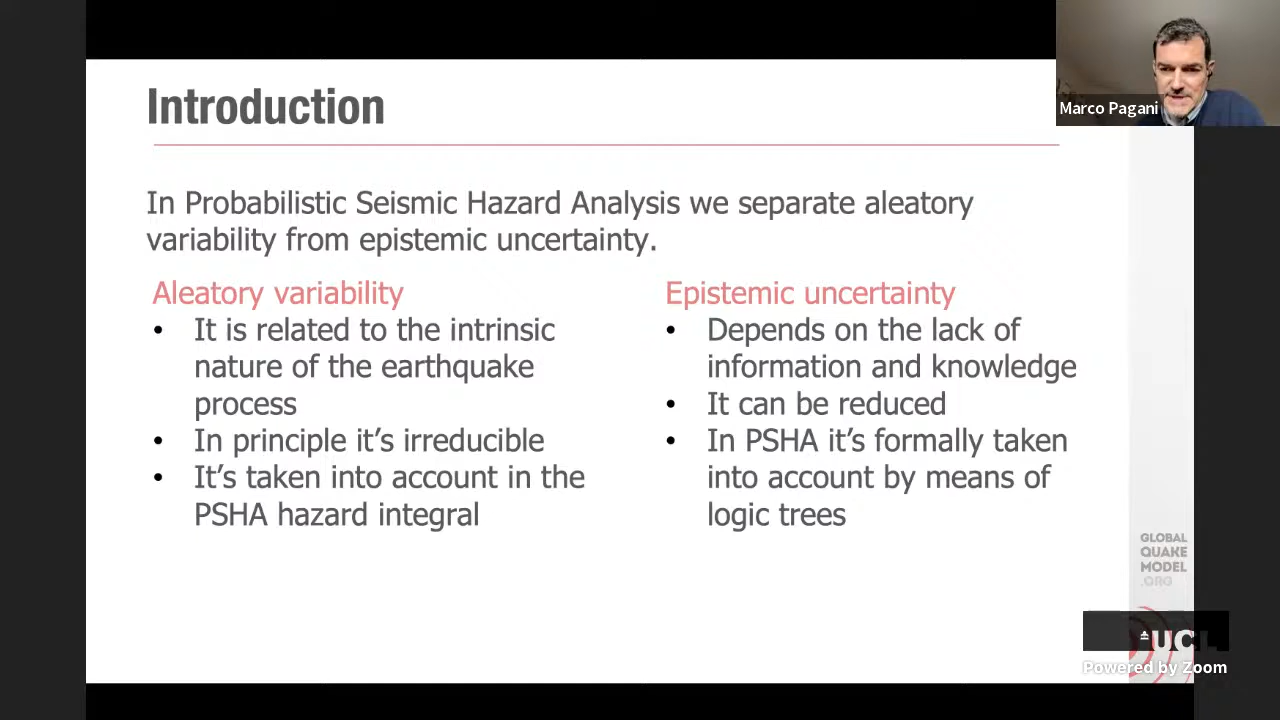 Introduction
Marco Pagani
In Probabilistic Seismic Hazard Analysis we separate aleatory
variability from epistemic uncertainty.
Aleatory variability
• It is related to the intrinsic
nature of the earthquake
process
• In principle it’s irreducible
• It’s taken into account in the
PSHA hazard integral
Epistemic uncertainty
• Depends on the lack of
information and knowledge
• It can be reduced
• In PSHA it’s formally taken
into account by means of
logic trees
GLOBAL
QUAKE
MODEL
.ORG
UCL
Powered by Zoom